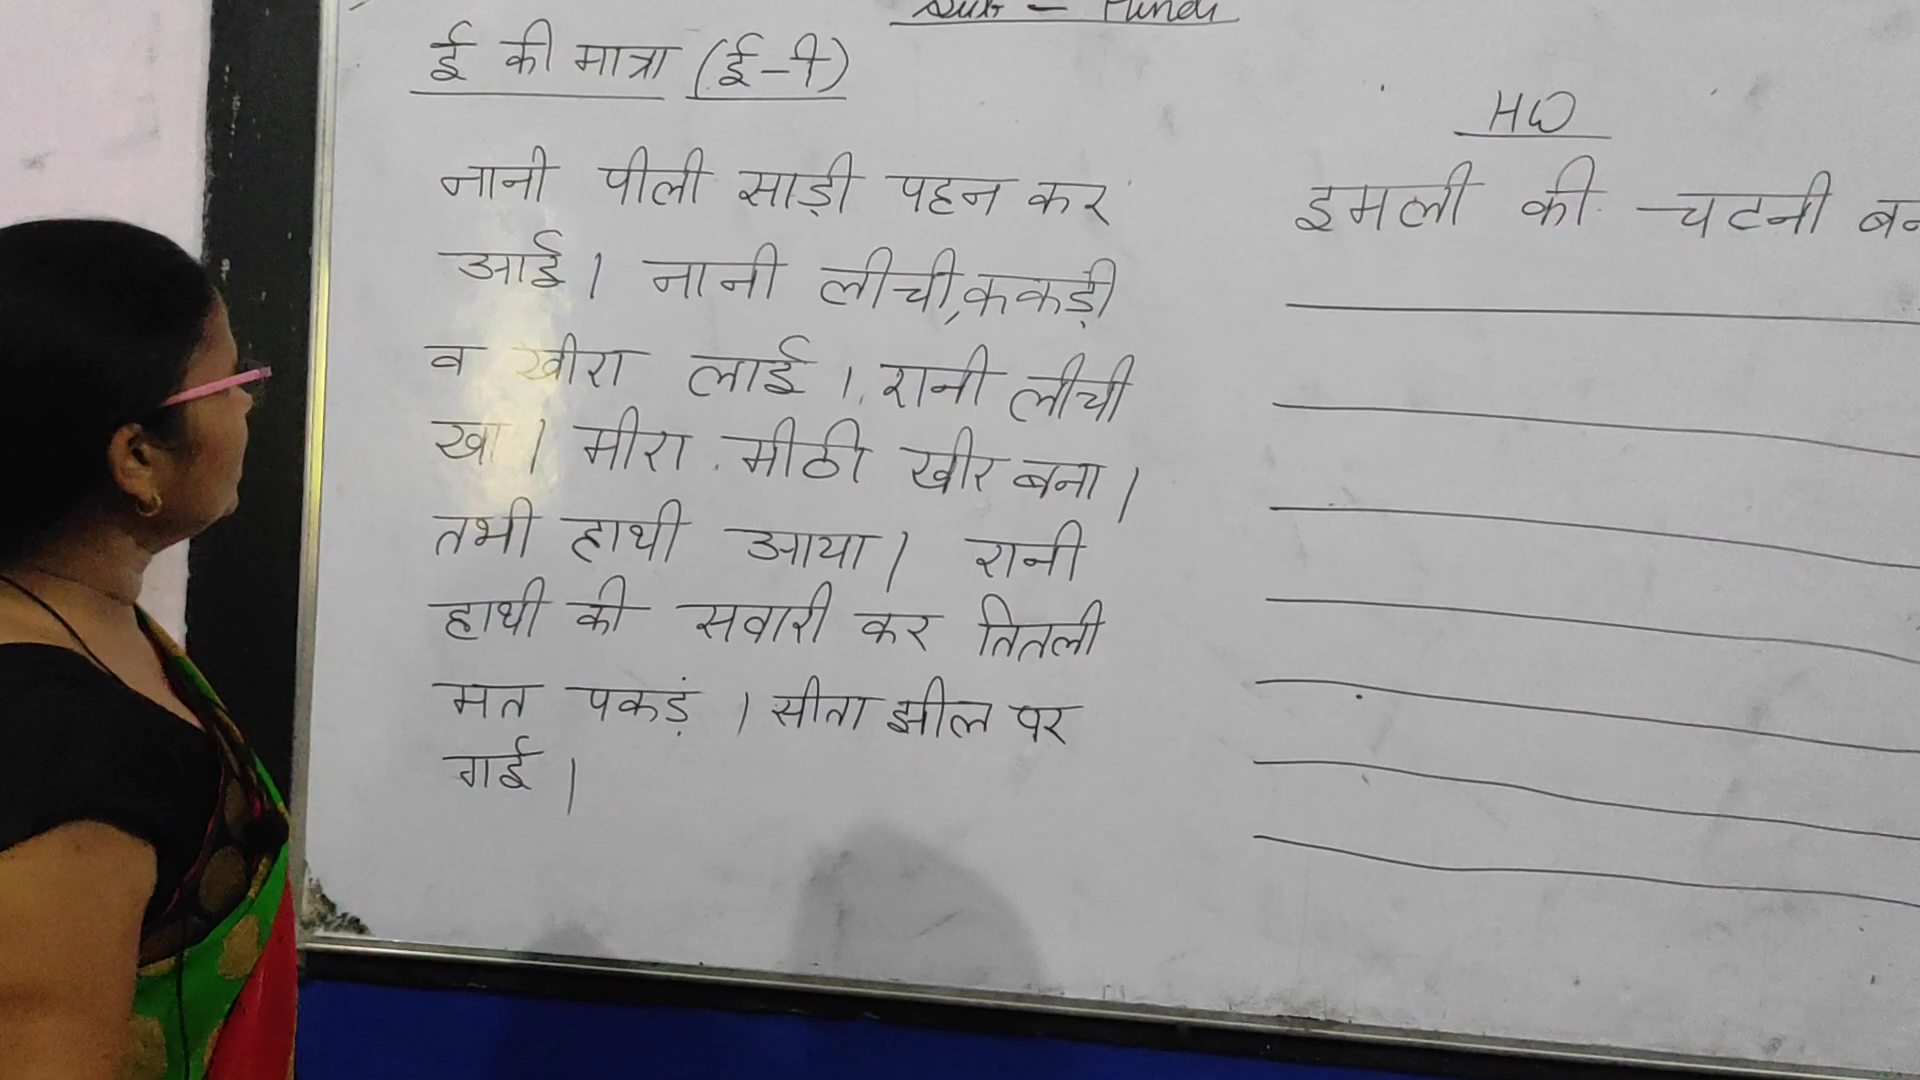 Sub - Hindi
ई की मात्रा (ई-ी)
नानी पीली साड़ी पहन कर
आई। नानी लीची,ककड़ी
व खीरा लाई। रानी लीची
खा। मीरा मीठी खीर बना।
तभी हाथी आया। रानी
हाथी की सवारी कर तितली
मत पकड़ं । सीता झील पर
गई।
HW
इमली की चटनी